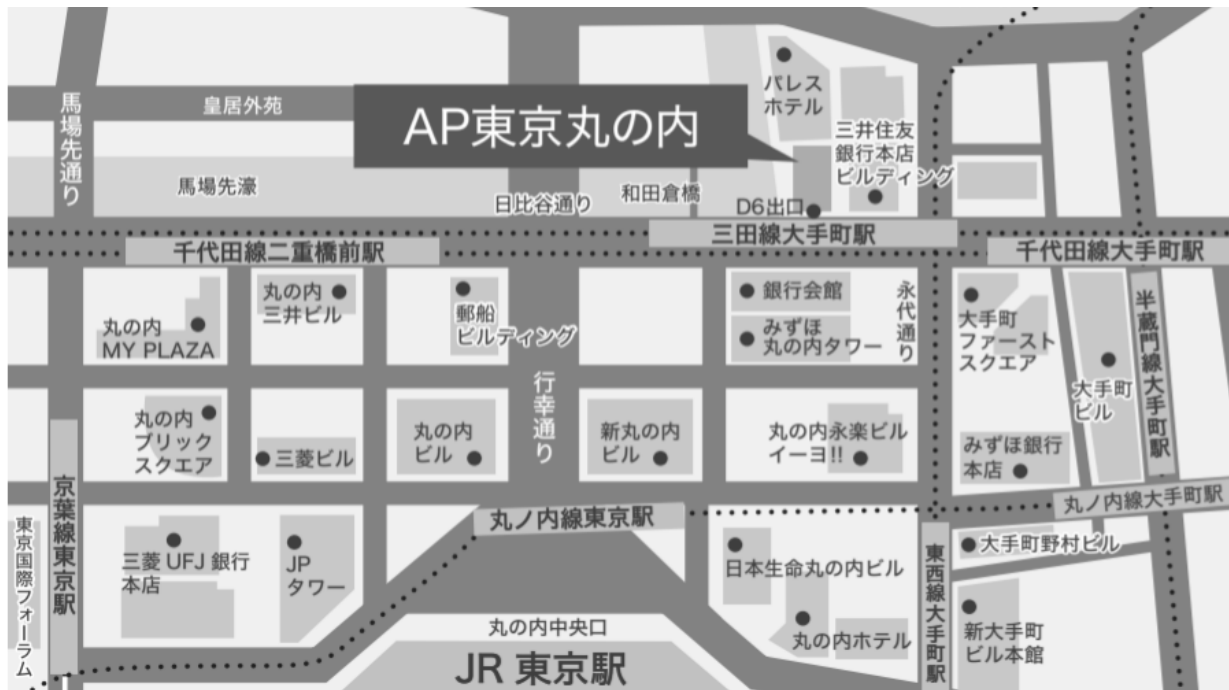 馬場先通り
皇居外苑
AP東京丸の内
パレス
ホテル
三井住友
銀行本店
ビルディング
馬場先濠
日比谷通り
和田倉橋
D6出口
三田線大手町駅
千代田線二重橋前駅
千代田線大手町駅
丸の内
MY PLAZA
丸の内
三井ビル
郵船
ビルディング
銀行会館
みずほ
丸の内タワー
永代通り
大手町
ファースト
スクエア
大手町
ビル
半蔵門線大手町駅
行幸通り
丸の内
ブリック
スクエア
三菱ビル
丸の内
ビル
新丸の内
ビル
丸の内永楽ビル
イーヨ!!
みずほ銀行
本店
丸ノ内線大手町駅
京葉線東京駅
東京国際フォーラム
三菱 UFJ 銀行
本店
JP
タワー
丸ノ内線東京駅
日本生命丸の内ビル
丸の内ホテル
東西線大手町駅
大手町野村ビル
新大手町
ビル本館
丸の内中央口
JR 東京駅